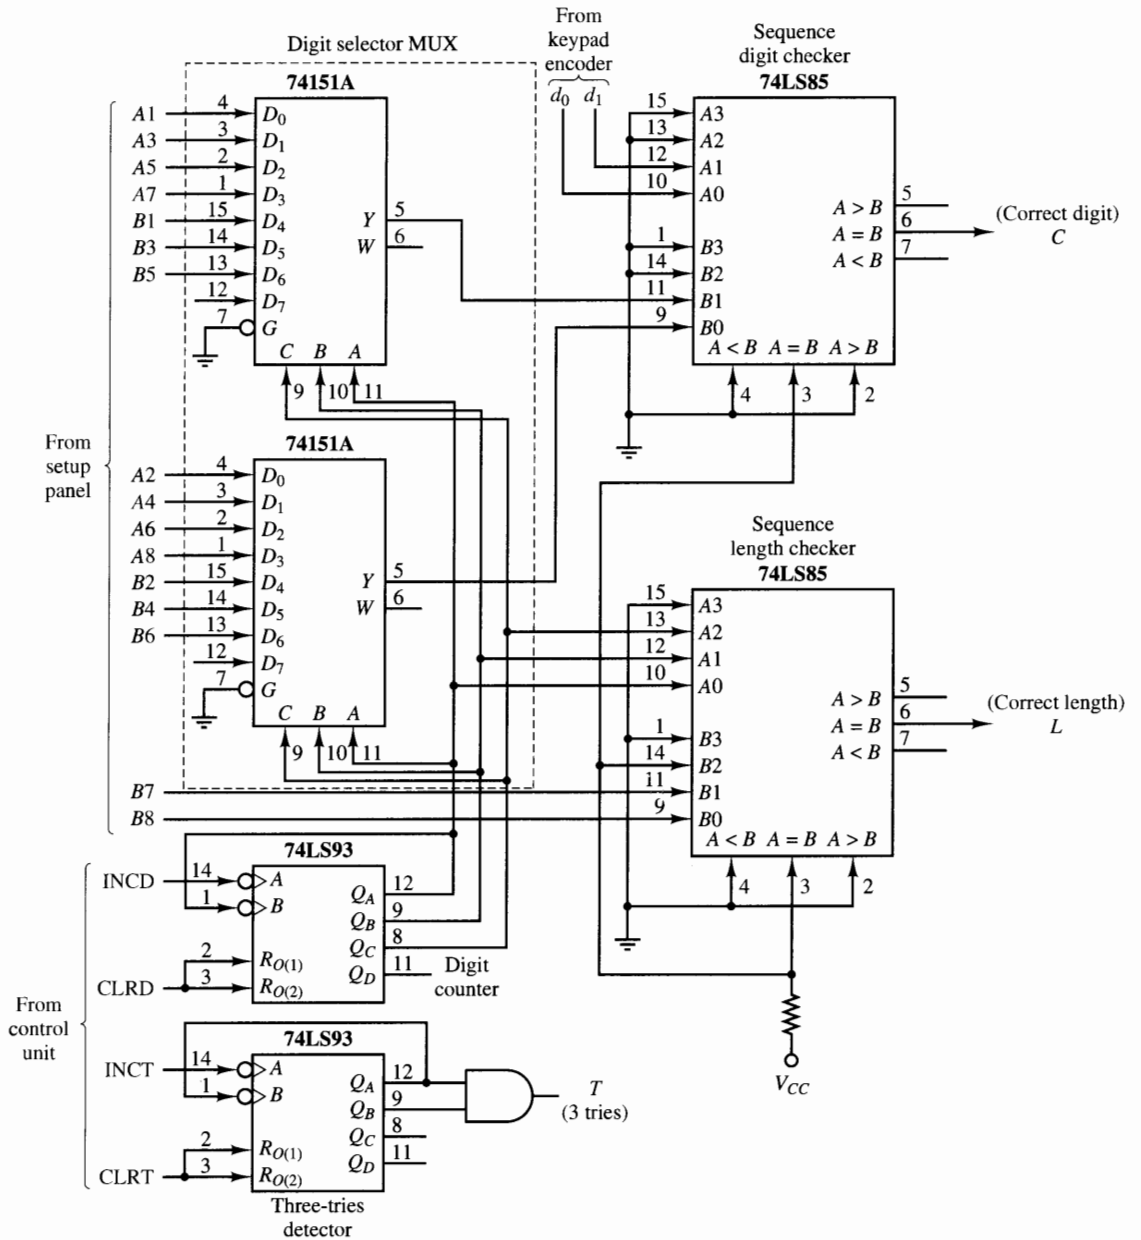 From
keypad
encoder
d0 d1
Digit selector MUX
74151A
A1 4 D0
A3 3 D1
A5 2 D2
A7 1 D3
B1 15 D4
B3 14 D5
B5 13 D6
12 D7
7 G
Y 5
W 6
C B A
9 10 11
Sequence
digit checker
74LS85
15 A3
13 A2
12 A1
10 A0
1 B3
14 B2
11 B1
9 B0
A > B 5
A = B 6
A < B 7
A < B A = B A > B
4 3 2
(Correct digit)
C
From
setup
panel
74151A
A2 4 D0
A4 3 D1
A6 2 D2
A8 1 D3
B2 15 D4
B4 14 D5
B6 13 D6
12 D7
7 G
Y 5
W 6
C B A
9 10 11
Sequence
length checker
74LS85
15 A3
13 A2
12 A1
10 A0
1 B3
14 B2
11 B1
9 B0
A > B 5
A = B 6
A < B 7
A < B A = B A > B
4 3 2
(Correct length)
L
B7
B8
From
control
unit
74LS93
INCD 14 A
1 B
2 RO(1)
CLRD 3 RO(2)
QA 12
QB 9
QC 8
QD 11
Digit
counter
74LS93
INCT 14 A
1 B
2 RO(1)
CLRT 3 RO(2)
QA 12
QB 9
QC 8
QD 11
Three-tries
detector
T
(3 tries)
VCC